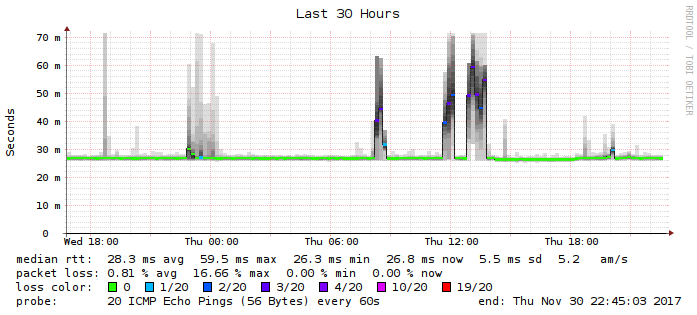 Last 30 Hours
RRDTOOL / TOBI OETIKER
Seconds
70 m
60 m
50 m
40 m
30 m
20 m
10 m
0
Wed 18:00 Thu 00:00 Thu 06:00 Thu 12:00 Thu 18:00
median rtt: 28.3 ms avg 59.5 ms max 26.3 ms min 26.8 ms now 5.5 ms sd 5.2 am/s
packet loss: 0.81 % avg 16.66 % max 0.00 % min 0.00 % now
loss color: 0 1/20 2/20 3/20 4/20 10/20 19/20
probe: 20 ICMP Echo Pings (56 Bytes) every 60s end: Thu Nov 30 22:45:03 2017